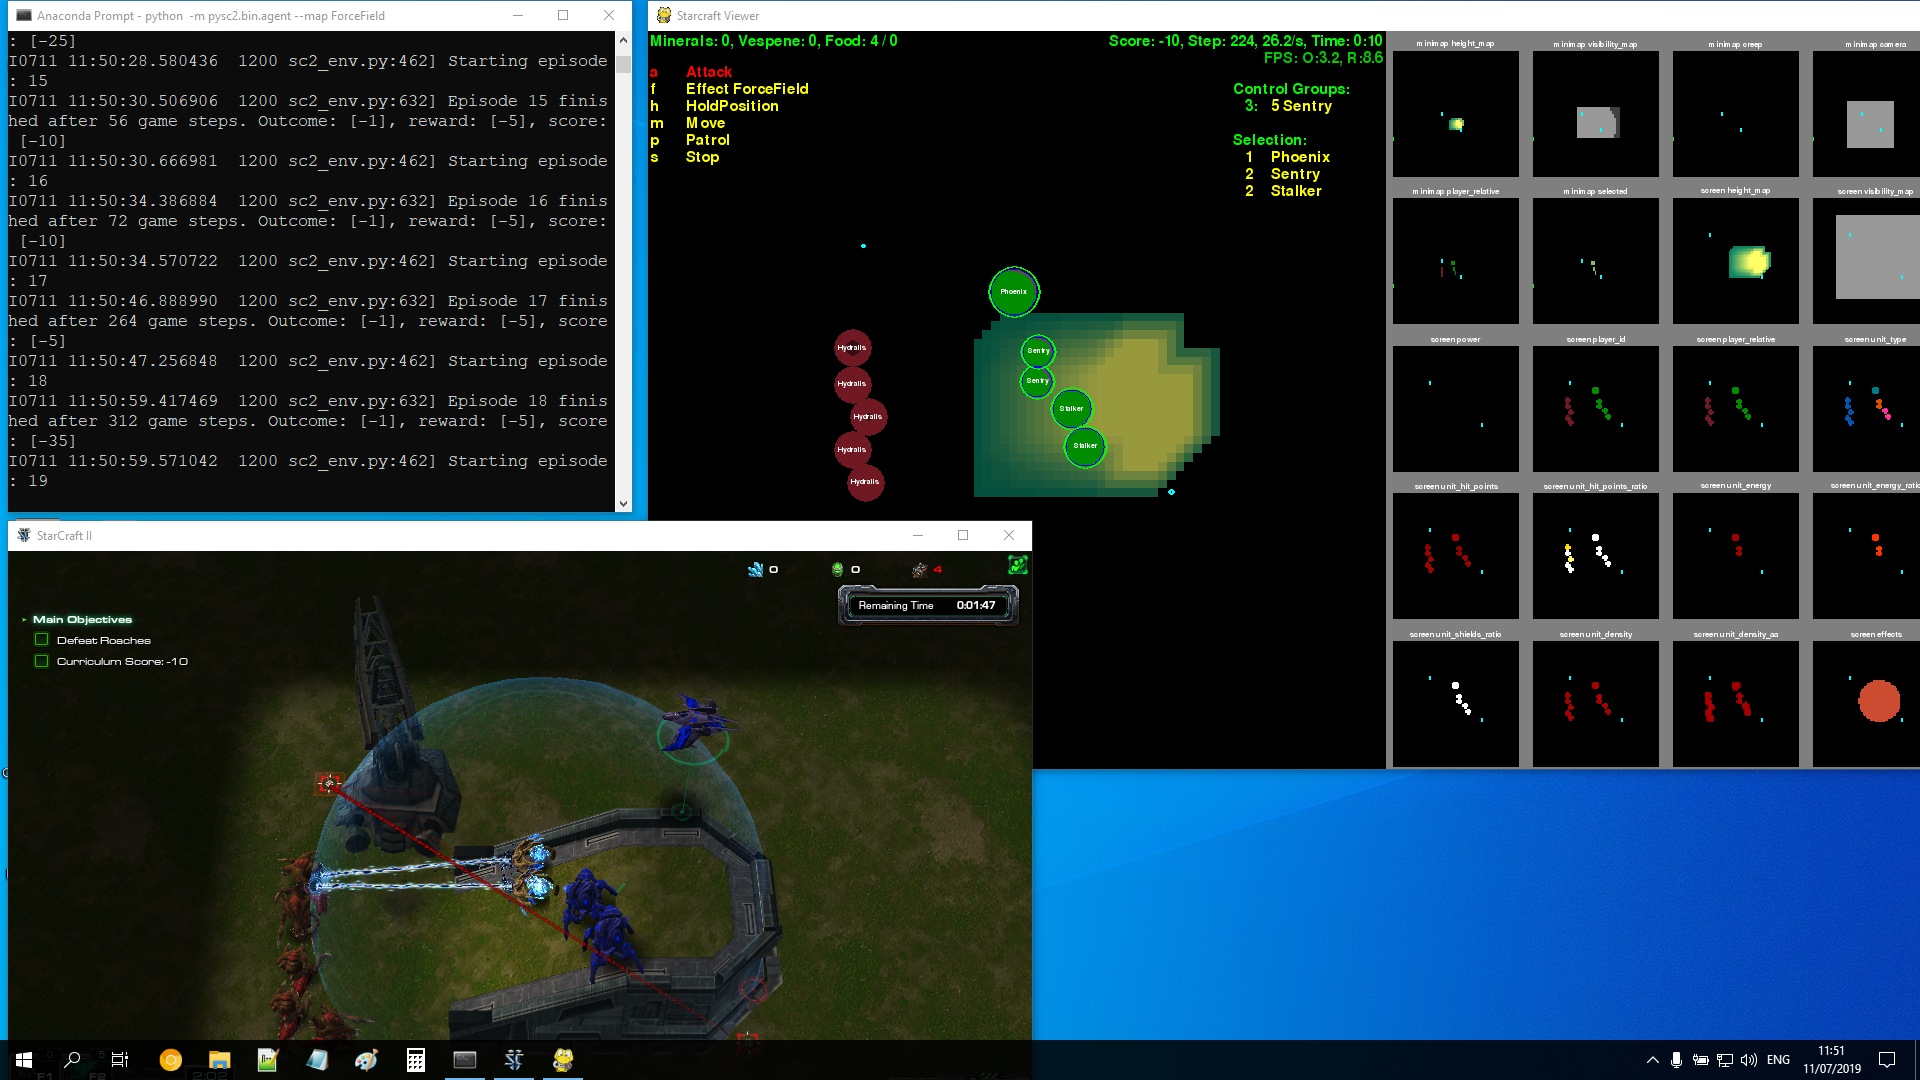 Anaconda Prompt - python  -m pysc2.bin.agent --map ForceField
: [-25]
I0711 11:50:28.580436  1200 sc2_env.py:462] Starting episode
: 15
I0711 11:50:30.506906  1200 sc2_env.py:632] Episode 15 finis
hed after 56 game steps. Outcome: [-1], reward: [-5], score:
 [-10]
I0711 11:50:30.666981  1200 sc2_env.py:462] Starting episode
: 16
I0711 11:50:34.386884  1200 sc2_env.py:632] Episode 16 finis
hed after 72 game steps. Outcome: [-1], reward: [-5], score:
 [-10]
I0711 11:50:34.570722  1200 sc2_env.py:462] Starting episode
: 17
I0711 11:50:46.888990  1200 sc2_env.py:632] Episode 17 finis
hed after 264 game steps. Outcome: [-1], reward: [-5], score
: [-5]
I0711 11:50:47.256848  1200 sc2_env.py:462] Starting episode
: 18
I0711 11:50:59.417469  1200 sc2_env.py:632] Episode 18 finis
hed after 312 game steps. Outcome: [-1], reward: [-5], score
: [-35]
I0711 11:50:59.571042  1200 sc2_env.py:462] Starting episode
: 19
Starcraft Viewer
Minerals: 0, Vespene: 0, Food: 4 / 0
Score: -10, Step: 224, 26.2/s, Time: 0:10
FPS: O:3.2, R:8.6
a Attack
f Effect ForceField
h HoldPosition
m Move
p Patrol
s Stop
Control Groups:
3: 5 Sentry
Selection:
1 Phoenix
2 Sentry
2 Stalker
Phoenix
Sentry
Sentry
Stalker
Stalker
Hydralis
Hydralis
Hydralis
Hydralis
Hydralis
minimap height_map
minimap visibility_map
minimap creep
minimap camera
minimap player_relative
minimap selected
screen height_map
screen visibility_map
screen power
screen player_id
screen player_relative
screen unit_type
screen unit_hit_points
screen unit_hit_points_ratio
screen unit_energy
screen unit_energy_ratio
screen unit_shields_ratio
screen unit_density
screen unit_density_aa
screen effects
StarCraft II
0
0
4
Remaining Time 0:01:47
Main Objectives
Defeat Roaches
Curriculum Score: -10
F1
F2
2:02
ENG
11:51
11/07/2019